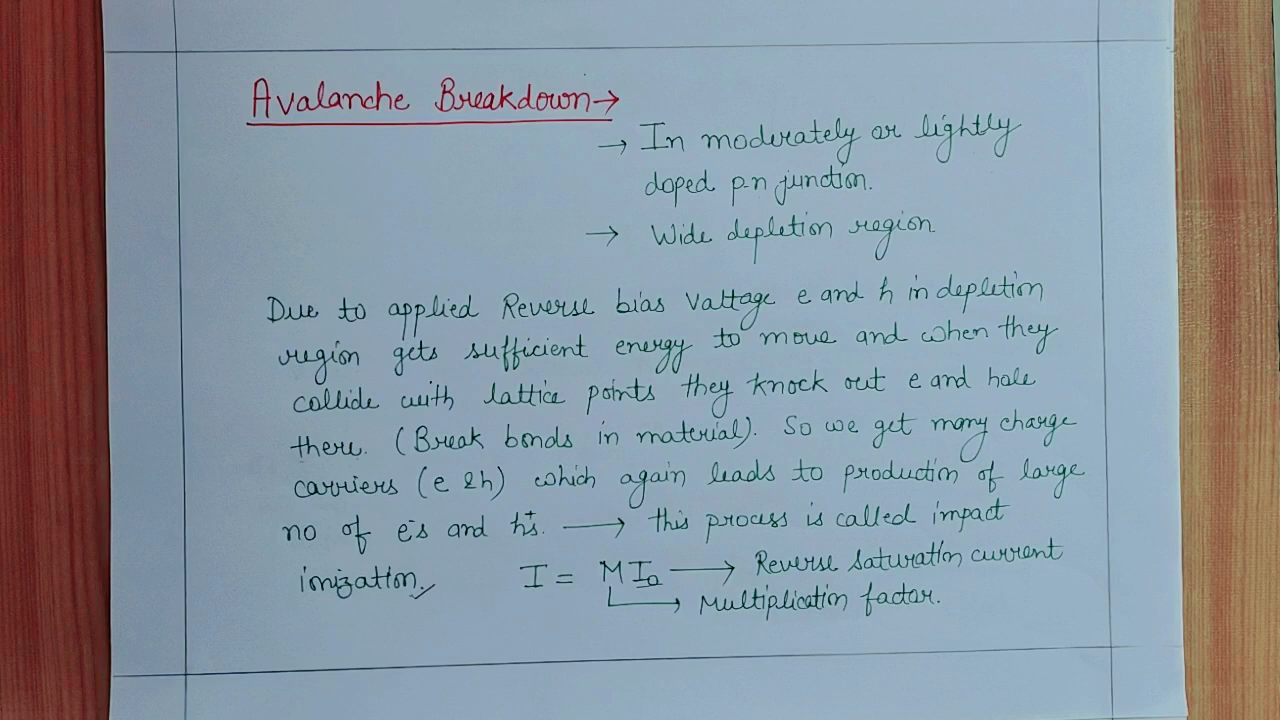 Avalanche Breakdown→
→ In moderately or lightly
doped p-n junction.
→ Wide depletion region.
Due to applied Reverse bias Voltage e and h in depletion
region gets sufficient energy to move and when they
collide with lattice points they knock out e and hole
there. (Break bonds in material). So we get many charge
carriers (e & h) which again leads to production of large
no of e⁻s and h⁺s. → this process is called impact
ionization. ✓ I = M I₀ → Reverse saturation current
→ Multiplication factor.